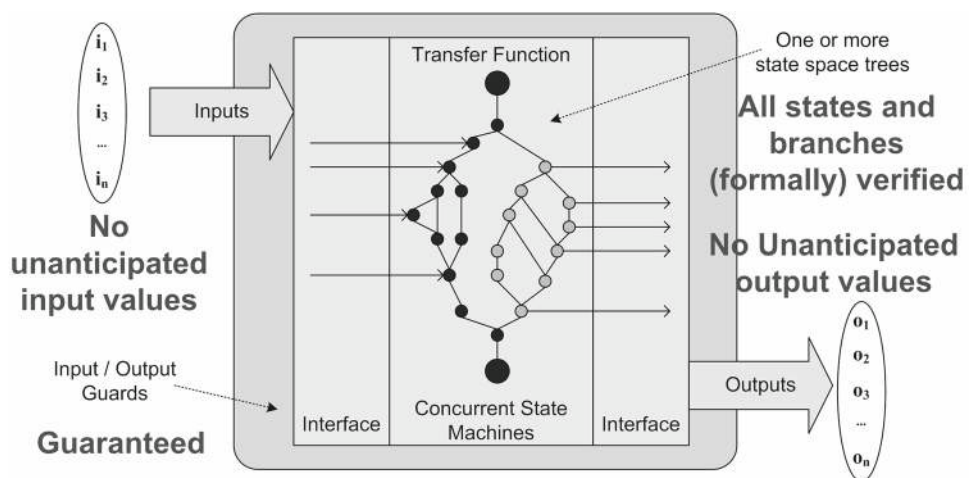 i1
i2
i3
...
in
Inputs
No
unanticipated
input values
Input / Output
Guards
Guaranteed
Transfer Function
Interface
Concurrent State
Machines
Interface
One or more
state space trees
All states and
branches
(formally) verified
No Unanticipated
output values
Outputs
o1
o2
o3
...
on